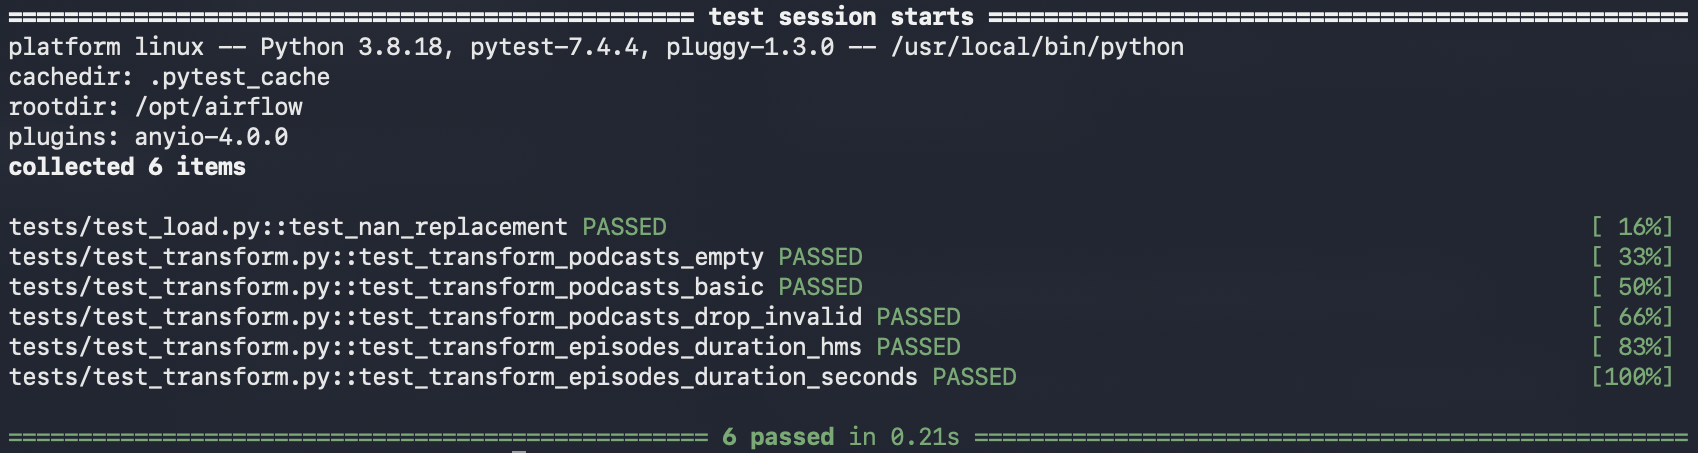 ================================================= test session starts ==================================================
platform linux -- Python 3.8.18, pytest-7.4.4, pluggy-1.3.0 -- /usr/local/bin/python
cachedir: .pytest_cache
rootdir: /opt/airflow
plugins: anyio-4.0.0
collected 6 items

tests/test_load.py::test_nan_replacement PASSED [ 16%]
tests/test_transform.py::test_transform_podcasts_empty PASSED [ 33%]
tests/test_transform.py::test_transform_podcasts_basic PASSED [ 50%]
tests/test_transform.py::test_transform_podcasts_drop_invalid PASSED [ 66%]
tests/test_transform.py::test_transform_episodes_duration_hms PASSED [ 83%]
tests/test_transform.py::test_transform_episodes_duration_seconds PASSED [100%]

================================================== 6 passed in 0.21s ===================================================